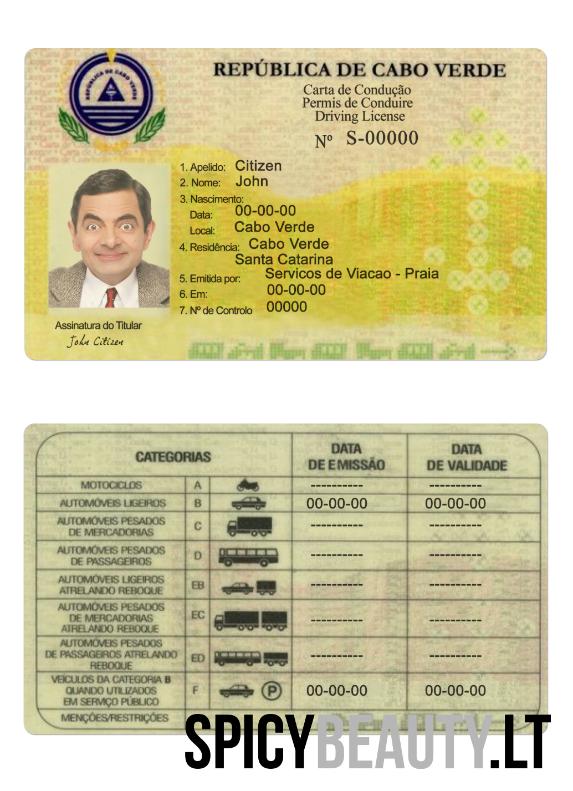 REPÚBLICA DE CABO VERDE
REPÚBLICA DE CABO VERDE
Carta de Condução
Permis de Conduire
Driving License
Nº S-00000
1. Apelido: Citizen
2. Nome: John
3. Nascimento:
Data: 00-00-00
Local: Cabo Verde
4. Residência: Cabo Verde
Santa Catarina
5. Emitida por: Servicos de Viacao - Praia
6. Em: 00-00-00
7. Nº de Controlo 00000
Assinatura do Titular
John Citizen
CATEGORIAS
DATA
DE EMISSÃO
DATA
DE VALIDADE
MOTOCICLOS A ---------- ----------
AUTOMÓVEIS LIGEIROS B 00-00-00 00-00-00
AUTOMÓVEIS PESADOS
DE MERCADORIAS C ---------- ----------
AUTOMÓVEIS PESADOS
DE PASSAGEIROS D ---------- ----------
AUTOMÓVEIS LIGEIROS
ATRELANDO REBOQUE EB ---------- ----------
AUTOMÓVEIS PESADOS
DE MERCADORIAS
ATRELANDO REBOQUE EC ---------- ----------
AUTOMÓVEIS PESADOS
DE PASSAGEIROS ATRELANDO
REBOQUE ED ---------- ----------
VEÍCULOS DA CATEGORIA B
QUANDO UTILIZADOS
EM SERVIÇO PÚBLICO F P 00-00-00 00-00-00
MENÇÕES/RESTRIÇÕES
SPICYBEAUTY.LT